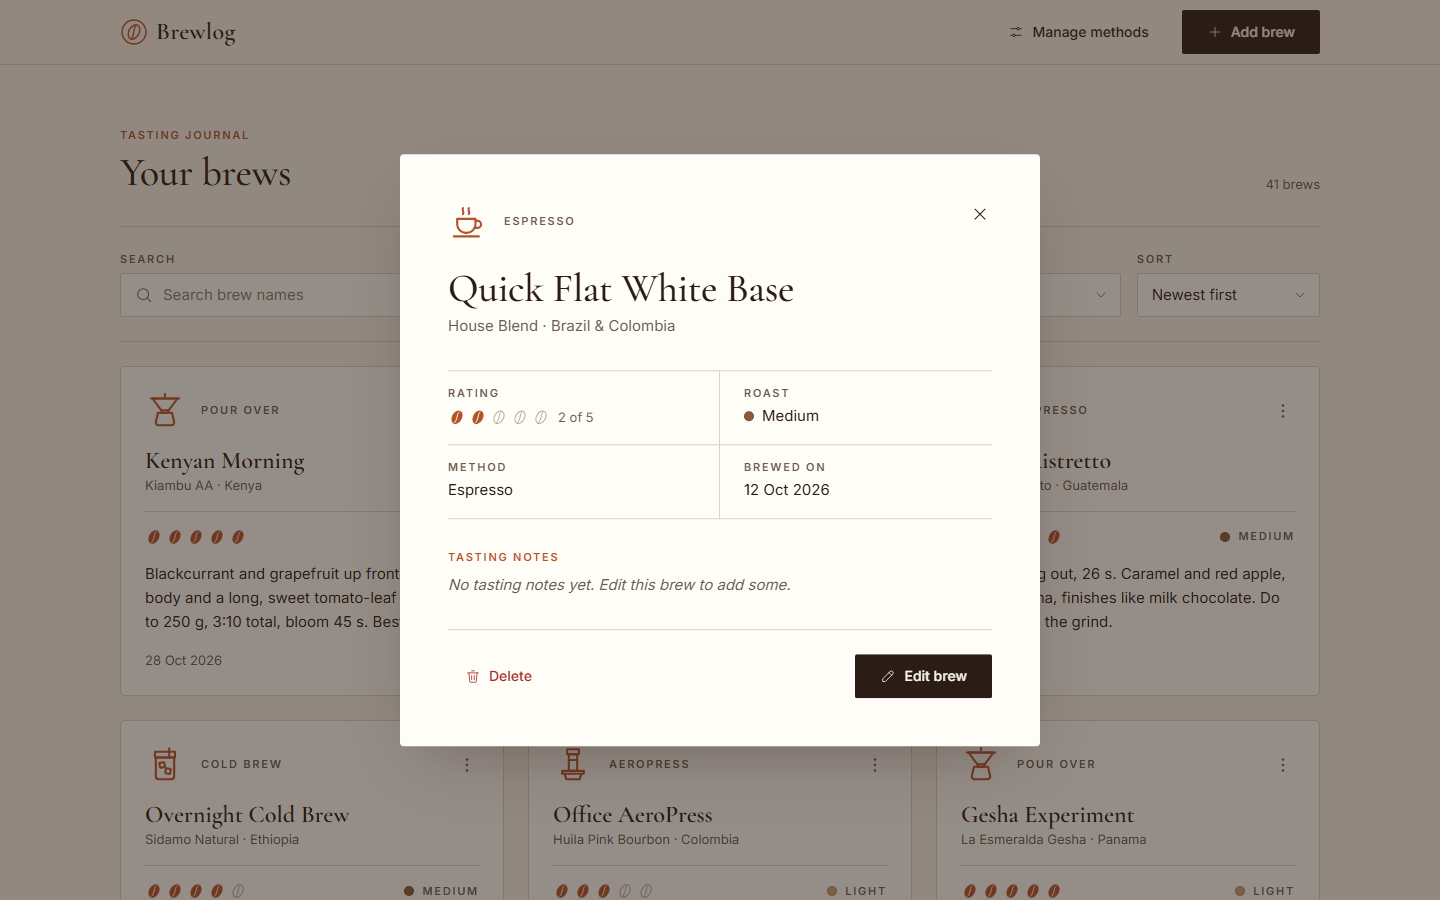 Brewlog
Manage methods
Add brew
TASTING JOURNAL
Your brews
41 brews
SEARCH
Search brew names
SORT
Newest first
ESPRESSO
Quick Flat White Base
House Blend · Brazil & Colombia
RATING
2 of 5
ROAST
Medium
METHOD
Espresso
BREWED ON
12 Oct 2026
TASTING NOTES
No tasting notes yet. Edit this brew to add some.
Delete
Edit brew
POUR OVER
Kenyan Morning
Kiambu AA · Kenya
Blackcurrant and grapefruit up front
body and a long, sweet tomato-leaf
to 250 g, 3:10 total, bloom 45 s.
28 Oct 2026
· Guatemala
MEDIUM
out, 26 s. Caramel and red apple,
finishes like milk chocolate. Do
the grind.
COLD BREW
Overnight Cold Brew
Sidamo Natural · Ethiopia
MEDIUM
AEROPRESS
Office AeroPress
Huila Pink Bourbon · Colombia
LIGHT
POUR OVER
Gesha Experiment
La Esmeralda Gesha · Panama
LIGHT